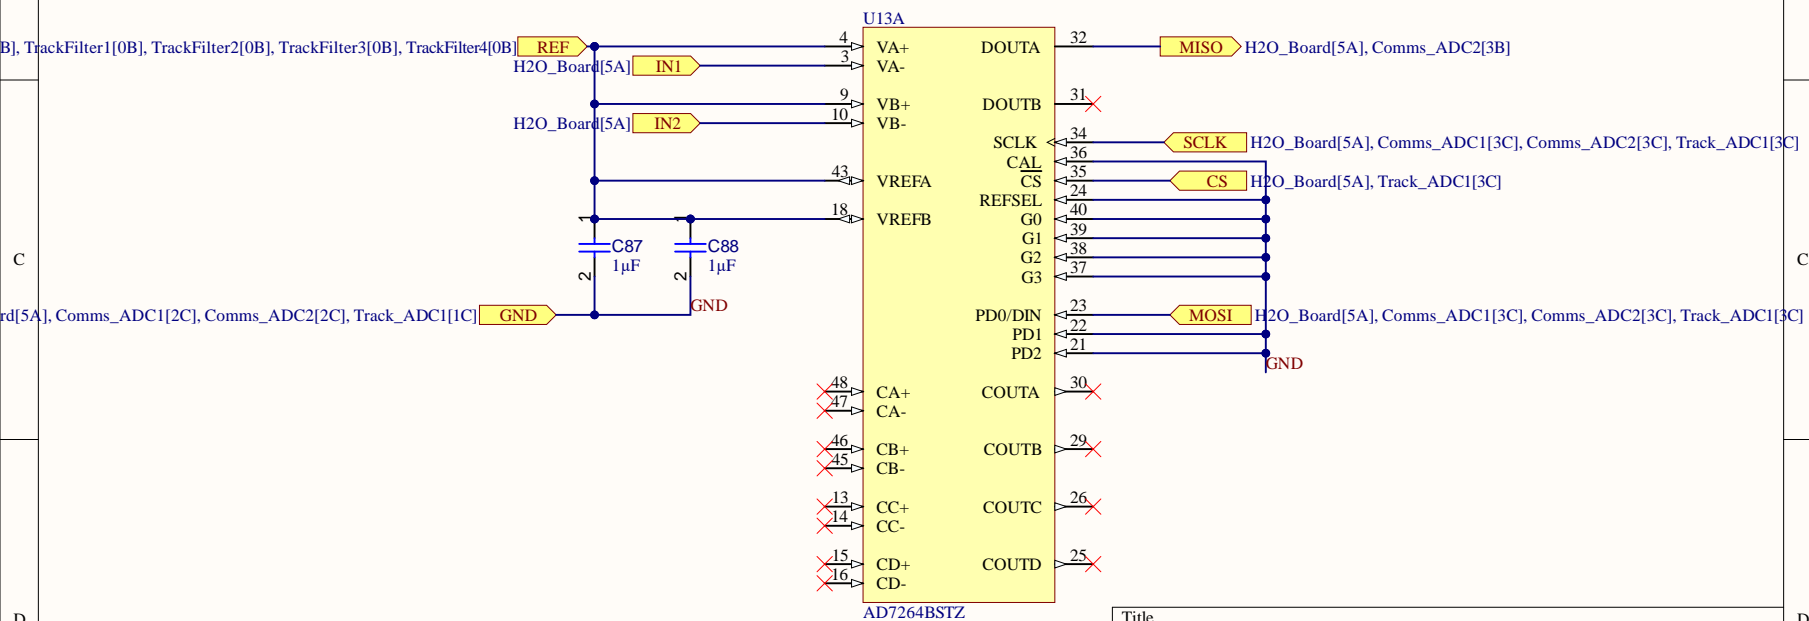 U13A
B], TrackFilter1[0B], TrackFilter2[0B], TrackFilter3[0B], TrackFilter4[0B] REF 4 VA+ DOUTA 32 MISO H2O_Board[5A], Comms_ADC2[3B]
H2O_Board[5A] IN1 3 VA-
9 VB+ DOUTB 31
H2O_Board[5A] IN2 10 VB-
SCLK 34 SCLK H2O_Board[5A], Comms_ADC1[3C], Comms_ADC2[3C], Track_ADC1[3C]
CAL 36
43 VREFA CS 35 CS H2O_Board[5A], Track_ADC1[3C]
REFSEL 24
1 1 18 VREFB G0 40
G1 39
C87 C88
C G2 38 C
1µF 1µF
2 2 G3 37
GND
rd[5A], Comms_ADC1[2C], Comms_ADC2[2C], Track_ADC1[1C] GND PD0/DIN 23 MOSI H2O_Board[5A], Comms_ADC1[3C], Comms_ADC2[3C], Track_ADC1[3C]
PD1 22
PD2 21
GND
48 CA+ COUTA 30
47 CA-
46 CB+ COUTB 29
45 CB-
13 CC+ COUTC 26
14 CC-
15 CD+ COUTD 25
16 CD-
AD7264BSTZ
D Title D